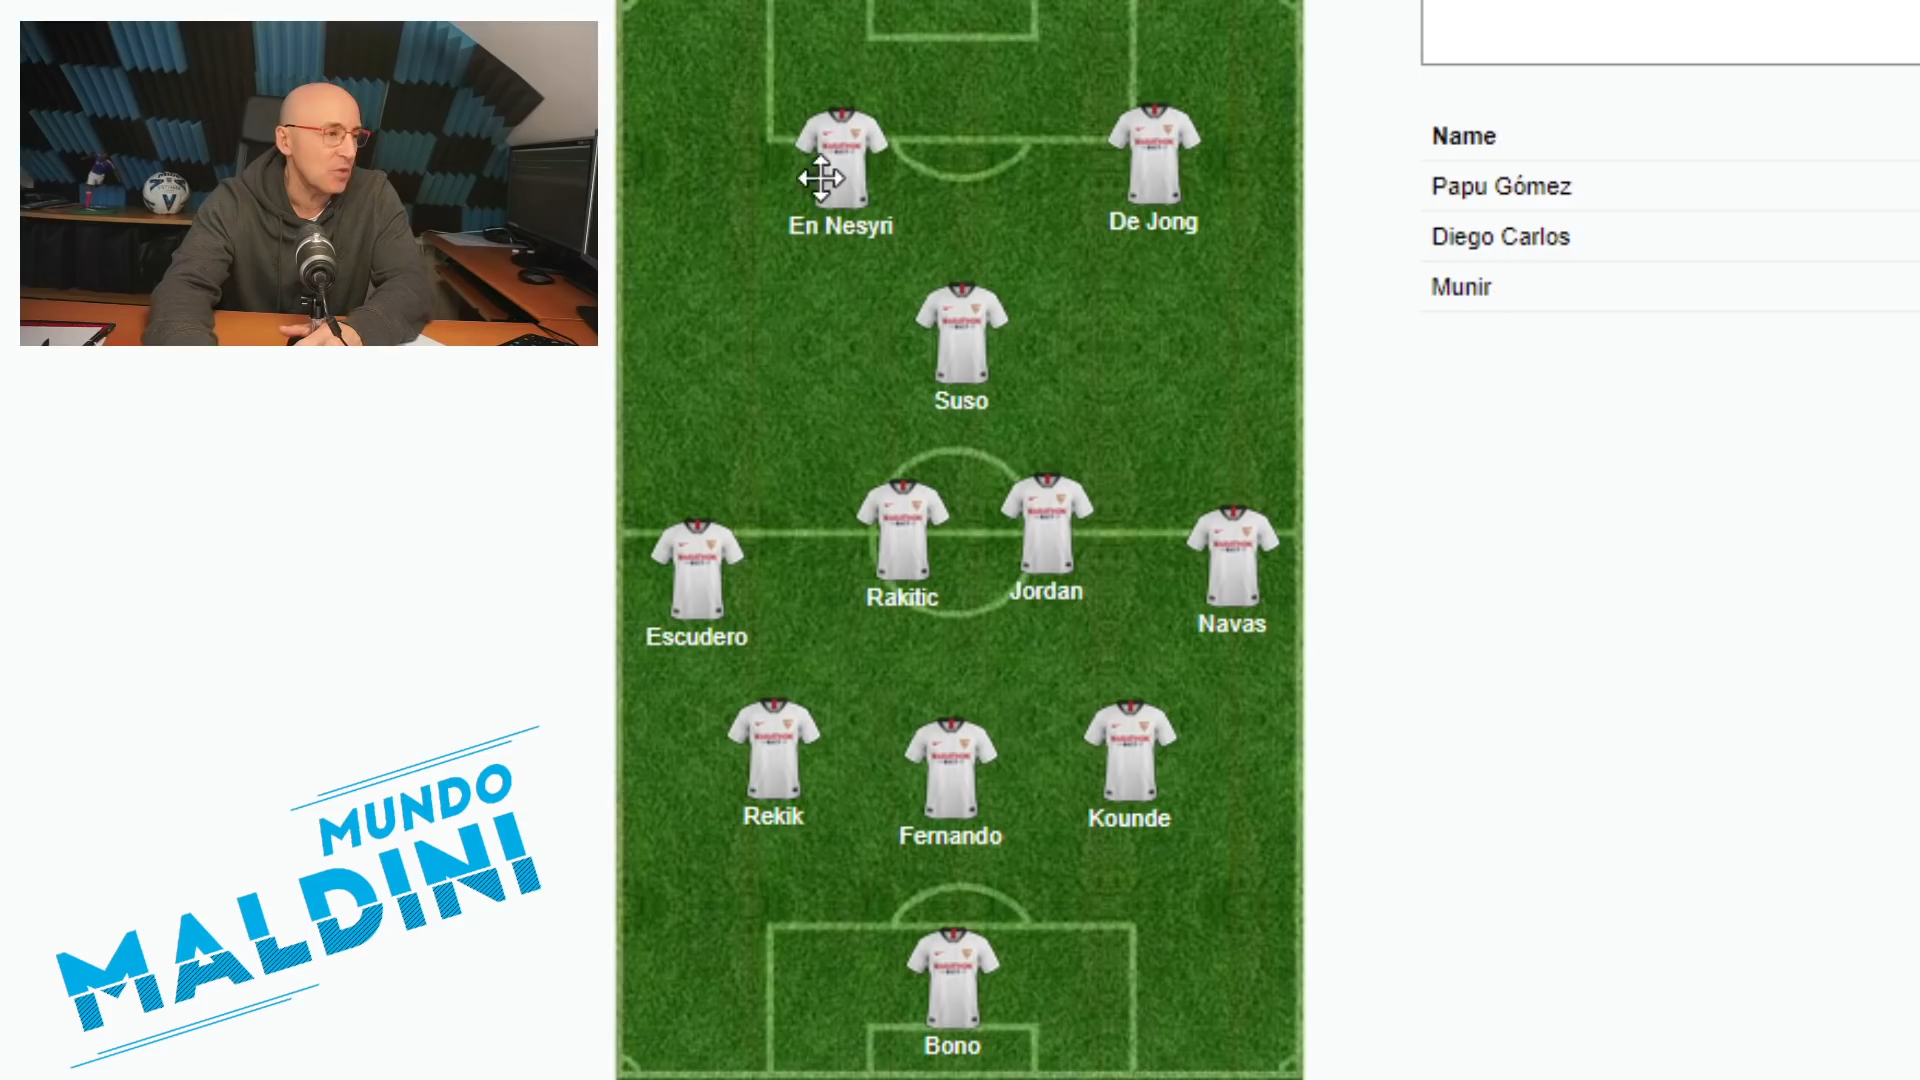 En Nesyri
De Jong
Suso
Rakitic
Jordan
Escudero
Navas
Rekik
Fernando
Kounde
Bono
Name
Papu Gómez
Diego Carlos
Munir
MUNDO
MALDINI